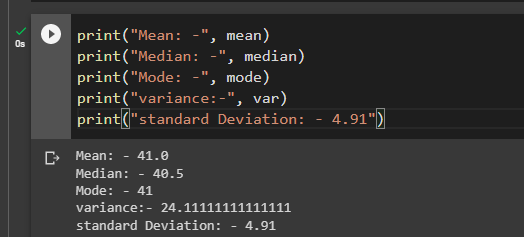 print("Mean: -", mean)
print("Median: -", median)
print("Mode: -", mode)
print("variance:-", var)
0s
print("standard Deviation: - 4.91")
Mean: - 41.0
Median: - 40.5
Mode: - 41
variance:- 24.11111111111111
standard Deviation: - 4.91